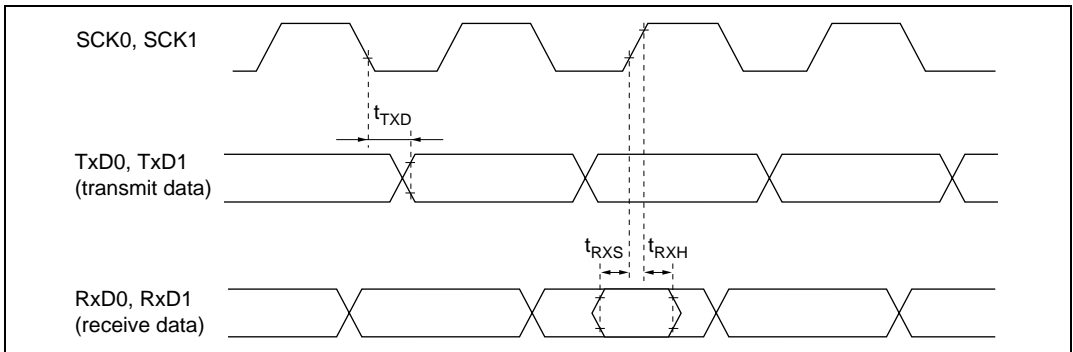 SCK0, SCK1
tTXD
TxD0, TxD1
(transmit data)
tRXS tRXH
RxD0, RxD1
(receive data)